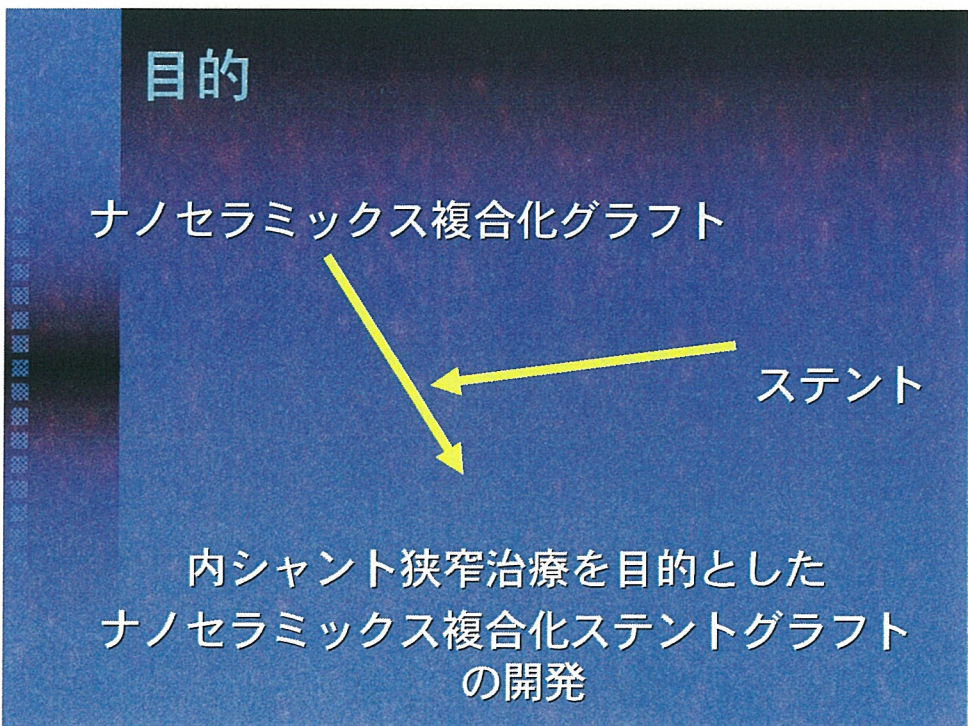 目的
ナノセラミックス複合化グラフト
ステント
内シャント狭窄治療を目的とした
ナノセラミックス複合化ステントグラフト
の開発